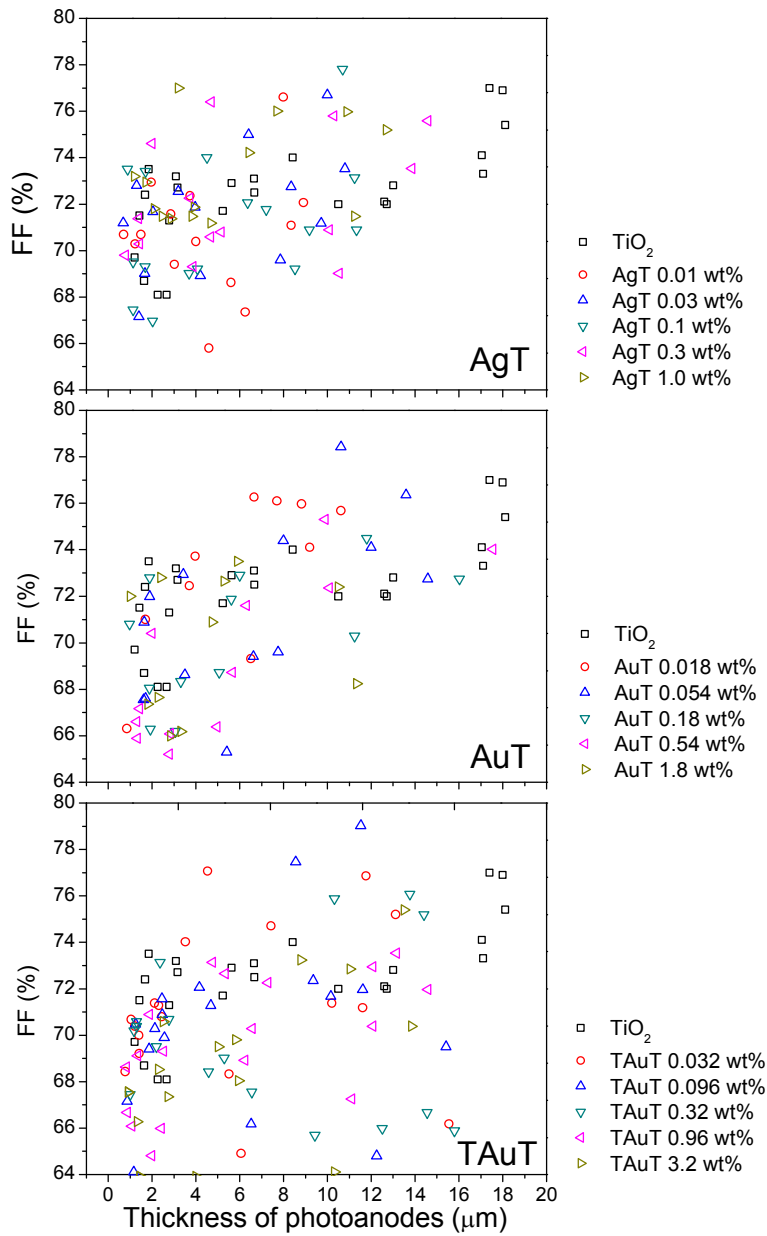 80
78
76
74
72
70
68
66
64
FF (%)
AgT
TiO2
AgT 0.01 wt%
AgT 0.03 wt%
AgT 0.1 wt%
AgT 0.3 wt%
AgT 1.0 wt%
80
78
76
74
72
70
68
66
64
FF (%)
AuT
TiO2
AuT 0.018 wt%
AuT 0.054 wt%
AuT 0.18 wt%
AuT 0.54 wt%
AuT 1.8 wt%
80
78
76
74
72
70
68
66
64
FF (%)
TAuT
TiO2
TAuT 0.032 wt%
TAuT 0.096 wt%
TAuT 0.32 wt%
TAuT 0.96 wt%
TAuT 3.2 wt%
0 2 4 6 8 10 12 14 16 18 20
Thickness of photoanodes (μm)